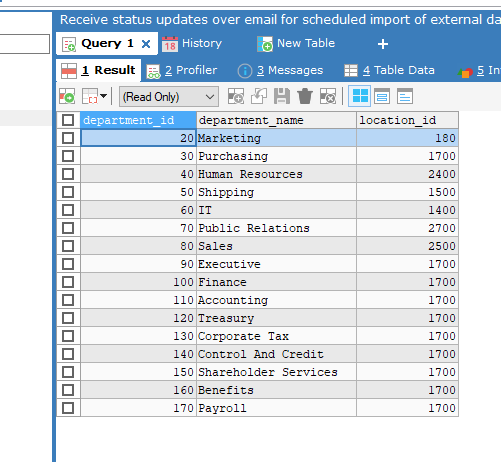 Receive status updates over email for scheduled import of external da
Query 1 × 18 History New Table +
1 Result 2 Profiler 3 Messages 4 Table Data 5 In
(Read Only)
department_id department_name location_id
20 Marketing 180
30 Purchasing 1700
40 Human Resources 2400
50 Shipping 1500
60 IT 1400
70 Public Relations 2700
80 Sales 2500
90 Executive 1700
100 Finance 1700
110 Accounting 1700
120 Treasury 1700
130 Corporate Tax 1700
140 Control And Credit 1700
150 Shareholder Services 1700
160 Benefits 1700
170 Payroll 1700